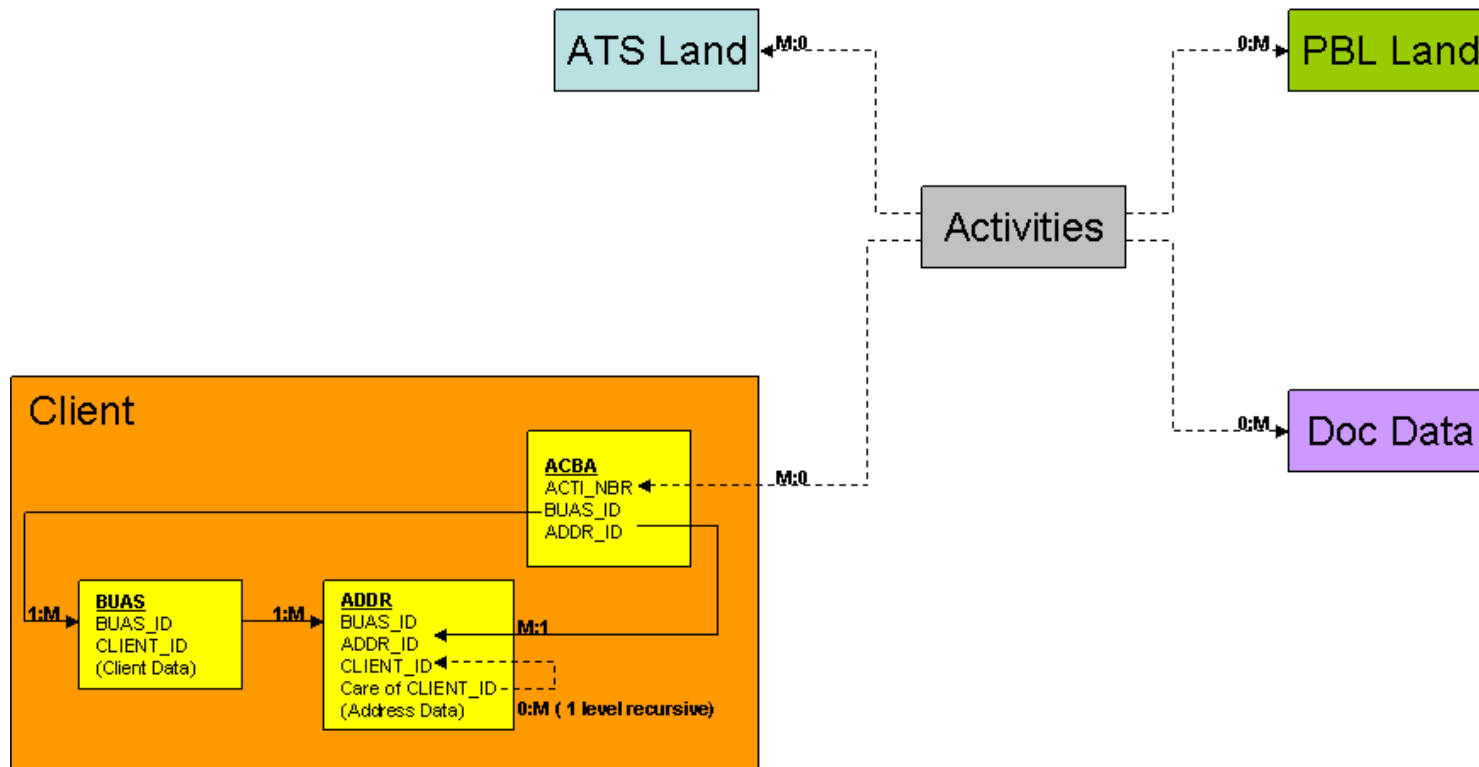 ATS Land
M:0
0:M
PBL Land
Activities
0:M
Doc Data
Client
ACBA
ACTI_NBR
BUAS_ID
ADDR_ID
M:0
BUAS
BUAS_ID
CLIENT_ID
(Client Data)
1:M
1:M
ADDR
BUAS_ID
ADDR_ID
CLIENT_ID
Care of CLIENT_ID
(Address Data)
M:1
0:M ( 1 level recursive)